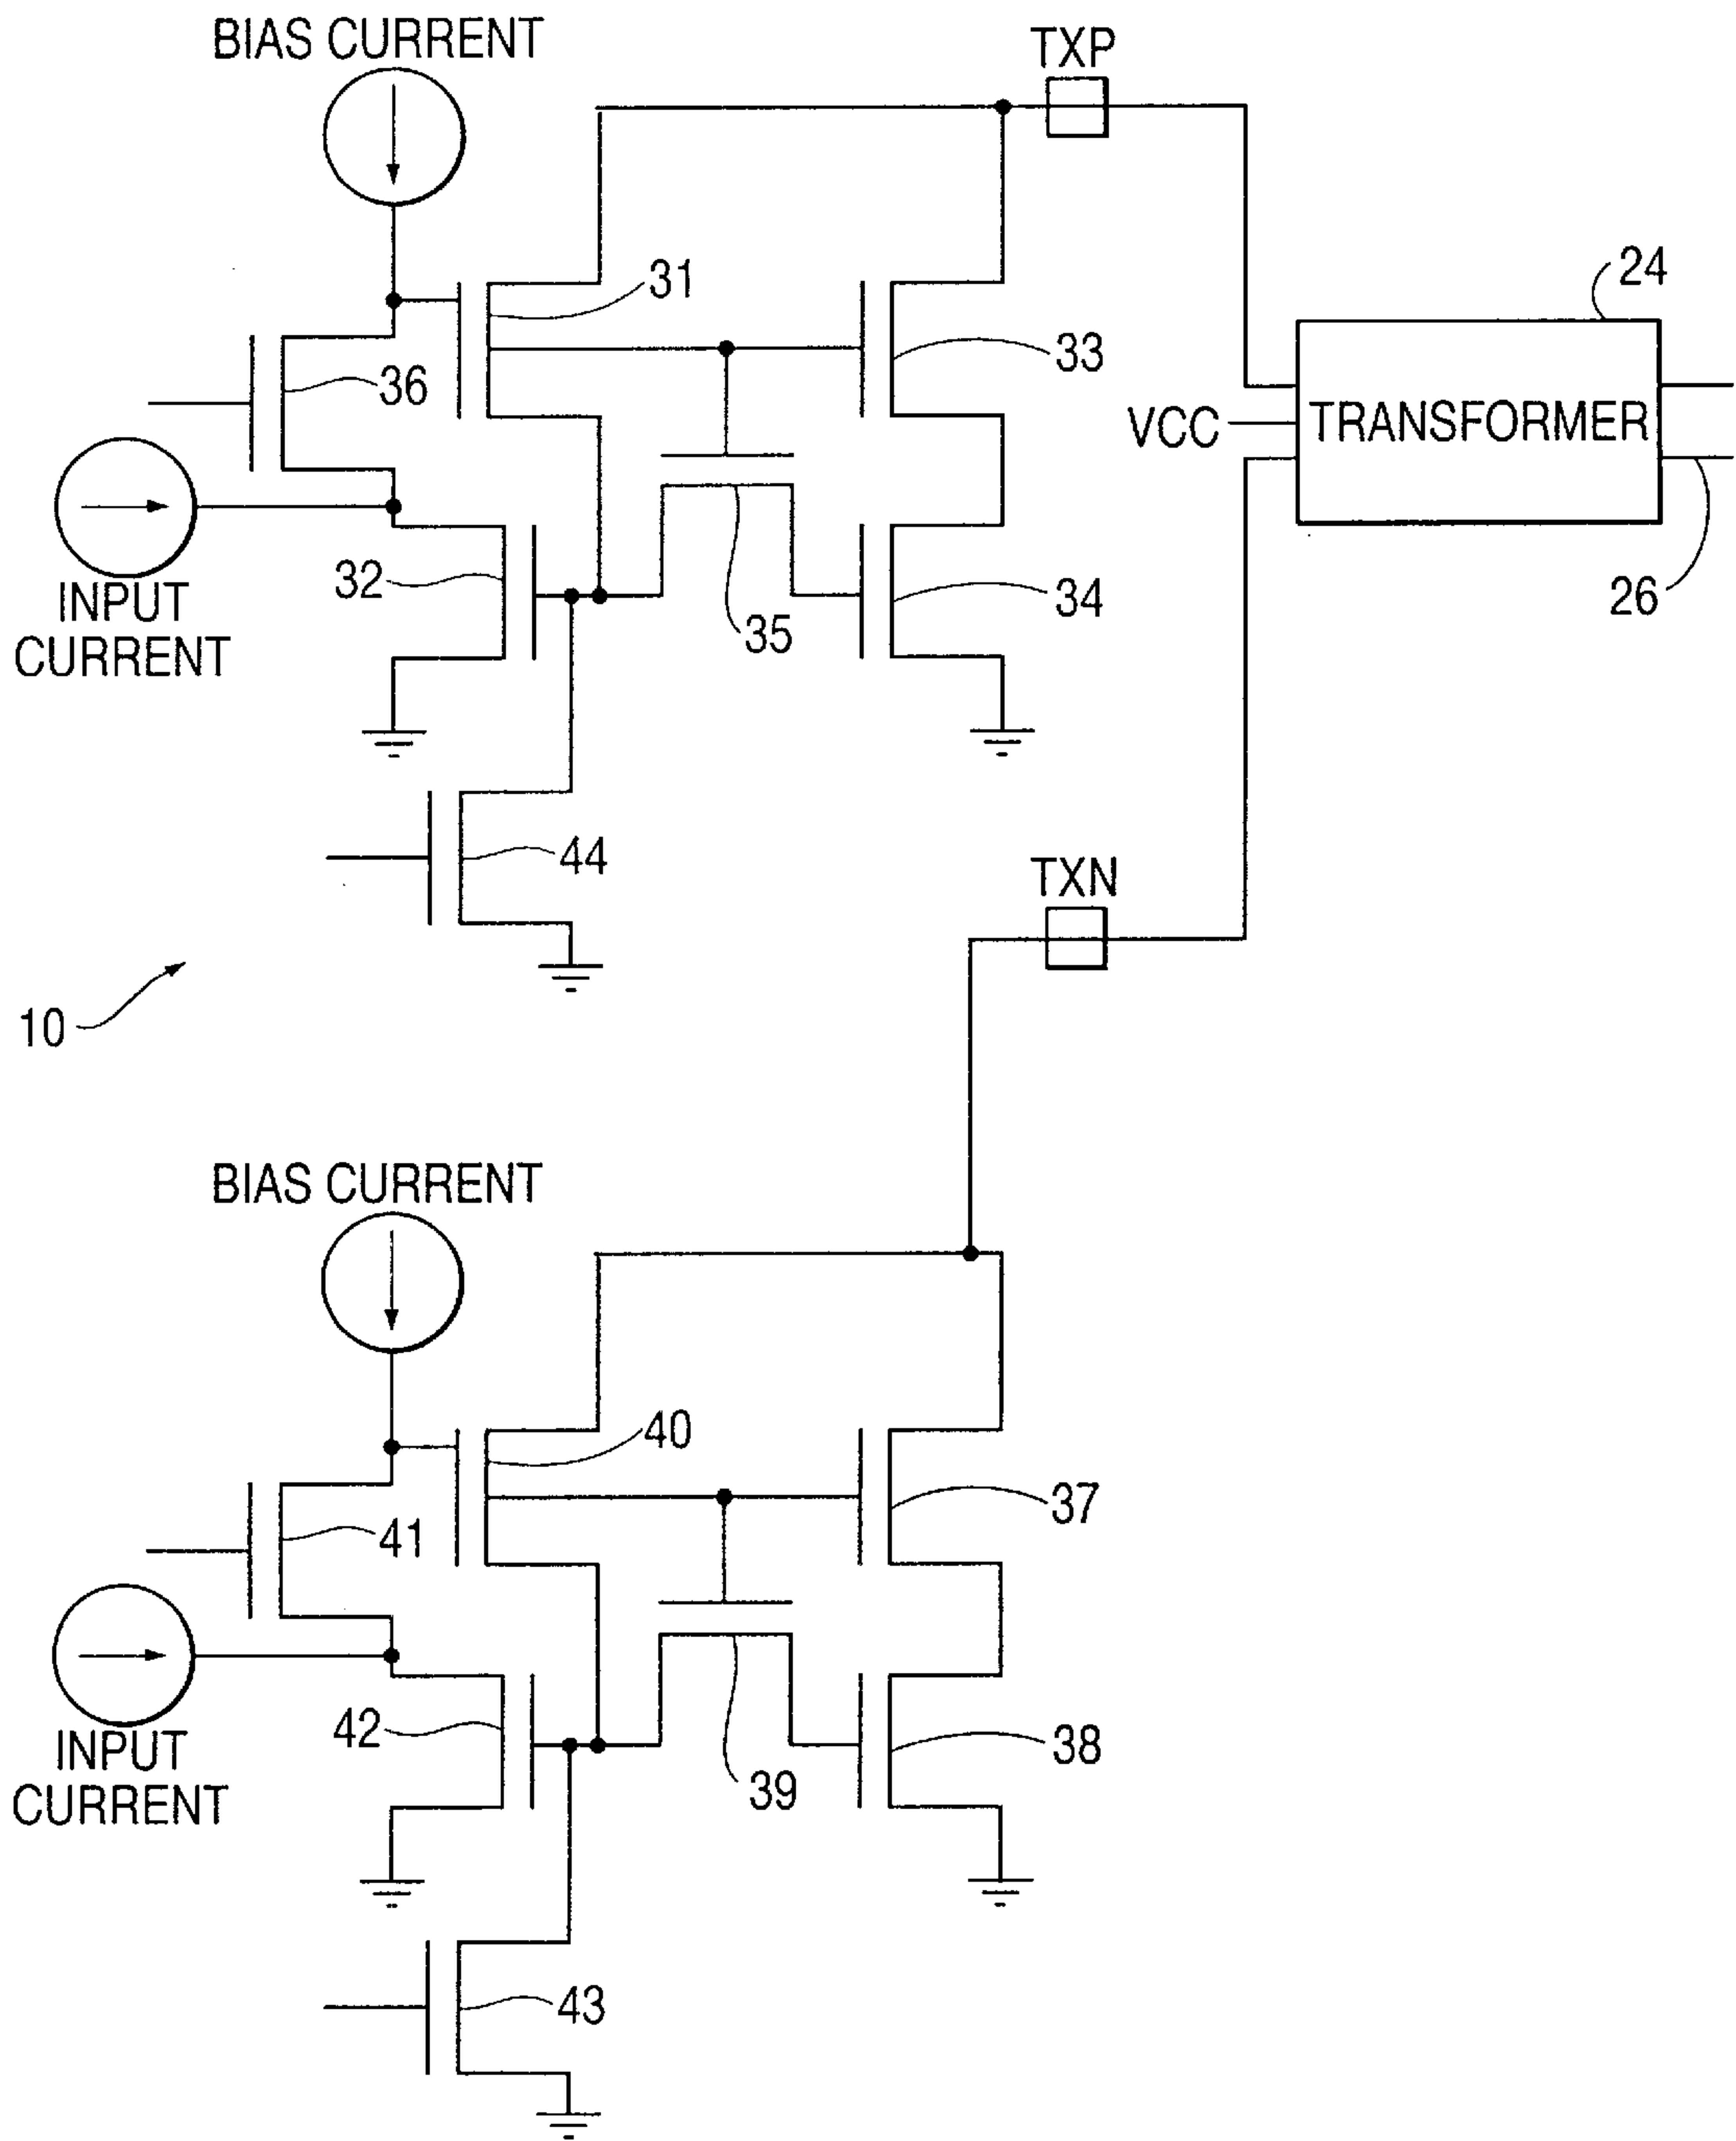 BIAS CURRENT
TXP
31
24
36
33
VCC
TRANSFORMER
INPUT
CURRENT
32
35
34
26
44
TXN
10
BIAS CURRENT
40
37
41
INPUT
CURRENT
42
39
38
43